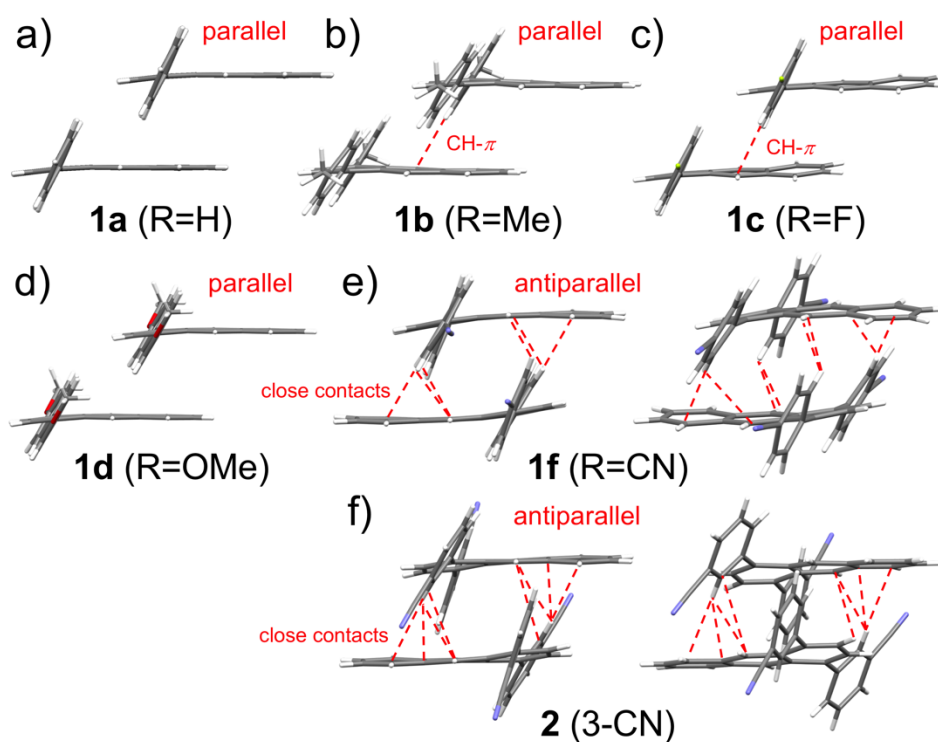 a)
parallel
1a (R=H)
b)
parallel
CH-π
1b (R=Me)
c)
parallel
CH-π
1c (R=F)
d)
parallel
1d (R=OMe)
e)
antiparallel
close contacts
1f (R=CN)
f)
antiparallel
close contacts
2 (3-CN)